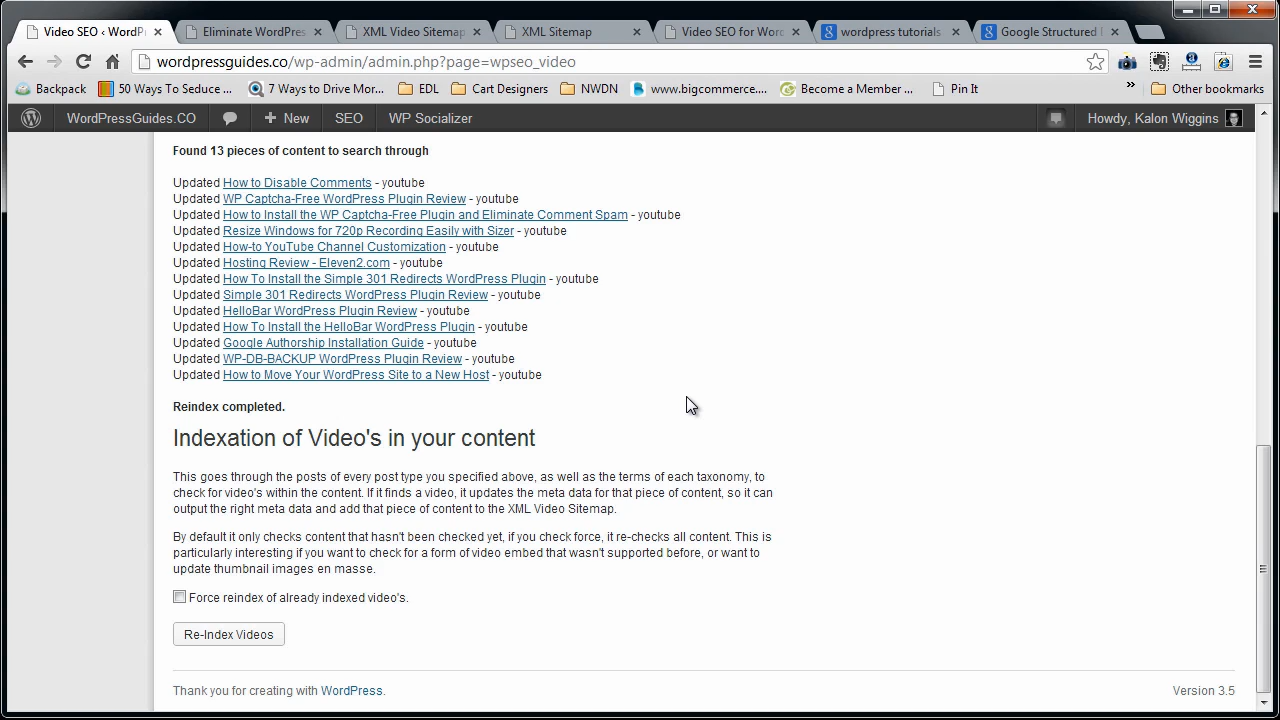 Video SEO ‹ WordPr
Eliminate WordPres
XML Video Sitemap
XML Sitemap
Video SEO for Word
wordpress tutorials
Google Structured
wordpressguides.co/wp-admin/admin.php?page=wpseo_video
Backpack
50 Ways To Seduce ...
7 Ways to Drive Mor...
EDL
Cart Designers
NWDN
www.bigcommerce....
Become a Member ...
Pin It
»
Other bookmarks
WordPressGuides.CO
+ New
SEO
WP Socializer
Howdy, Kalon Wiggins
Found 13 pieces of content to search through
Updated How to Disable Comments - youtube
Updated WP Captcha-Free WordPress Plugin Review - youtube
Updated How to Install the WP Captcha-Free Plugin and Eliminate Comment Spam - youtube
Updated Resize Windows for 720p Recording Easily with Sizer - youtube
Updated How-to YouTube Channel Customization - youtube
Updated Hosting Review - Eleven2.com - youtube
Updated How To Install the Simple 301 Redirects WordPress Plugin - youtube
Updated Simple 301 Redirects WordPress Plugin Review - youtube
Updated HelloBar WordPress Plugin Review - youtube
Updated How To Install the HelloBar WordPress Plugin - youtube
Updated Google Authorship Installation Guide - youtube
Updated WP-DB-BACKUP WordPress Plugin Review - youtube
Updated How to Move Your WordPress Site to a New Host - youtube
Reindex completed.
Indexation of Video's in your content
This goes through the posts of every post type you specified above, as well as the terms of each taxonomy, to
check for video's within the content. If it finds a video, it updates the meta data for that piece of content, so it can
output the right meta data and add that piece of content to the XML Video Sitemap.
By default it only checks content that hasn't been checked yet, if you check force, it re-checks all content. This is
particularly interesting if you want to check for a form of video embed that wasn't supported before, or want to
update thumbnail images en masse.
Force reindex of already indexed video's.
Re-Index Videos
Thank you for creating with WordPress.
Version 3.5